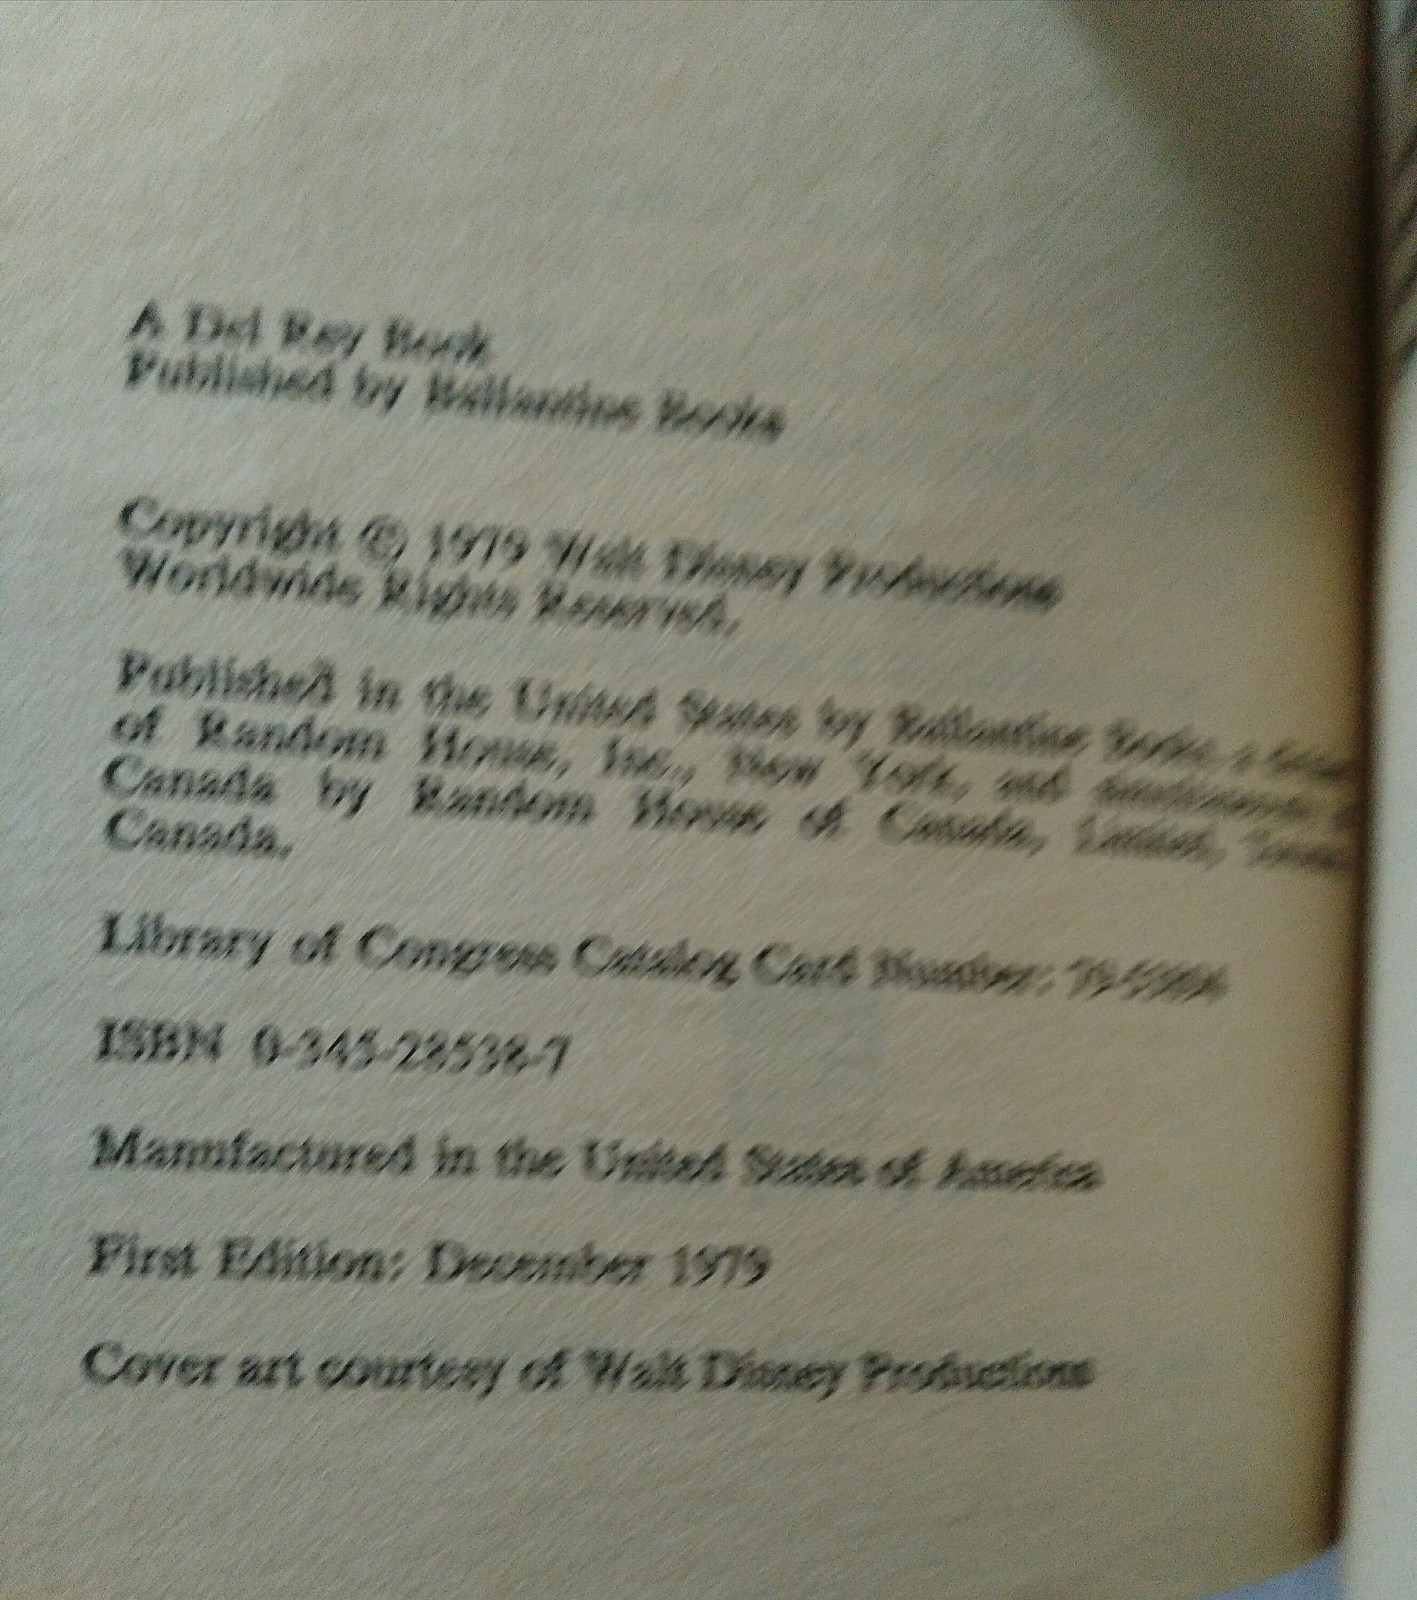 A Del Rey Book
Published by Ballantine Books
Copyright © 1979 Walt Disney Productions
Worldwide Rights Reserved.
Published in the United States by Ballantine Books, a
of Random House, Inc., New York, and simultaneously
Canada by Random House of Canada, Limited,
Canada.
Library of Congress Catalog Card Number:
ISBN 0-345-28538-7
Manufactured in the United States of America
First Edition: December 1979
Cover art courtesy of Walt Disney Productions